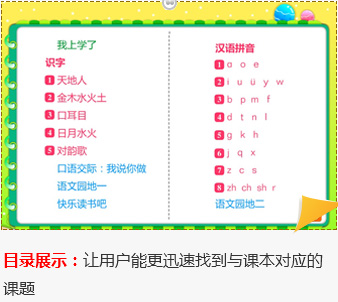 我上学了
识字
1 天地人
2 金木水火土
3 口耳目
4 日月水火
5 对韵歌
口语交际：我说你做
语文园地一
快乐读书吧
汉语拼音
1 ɑ o e
2 i u ü y w
3 b p m f
4 d t n l
5 g k h
6 j q x
7 z c s
8 zh ch shr r
语文园地二
目录展示：让用户能更迅速找到与课本对应的
课题